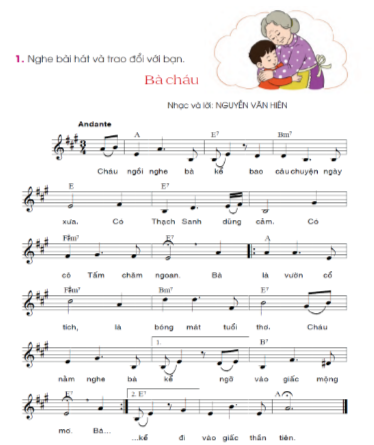 1. Nghe bài hát và trao đổi với bạn.
Bà cháu
Nhạc và lời: NGUYỄN VĂN HIÊN
Andante
A E7 Bm7
Cháu ngồi nghe bà kể bao câu chuyện ngày
E E7
xưa. Có Thạch Sanh dũng cảm. Có
F#m7 E7 A A E7
cô Tấm chăm ngoan. Bà là vườn cổ
F#m7 Bm7 E7
tích, là bóng mát tuổi thơ. Cháu
1. B7
nằm nghe bà kể ngỡ vào giấc mộng
E7 2. E7 A
mơ. Bà... ...kể đi vào giấc thần tiên.